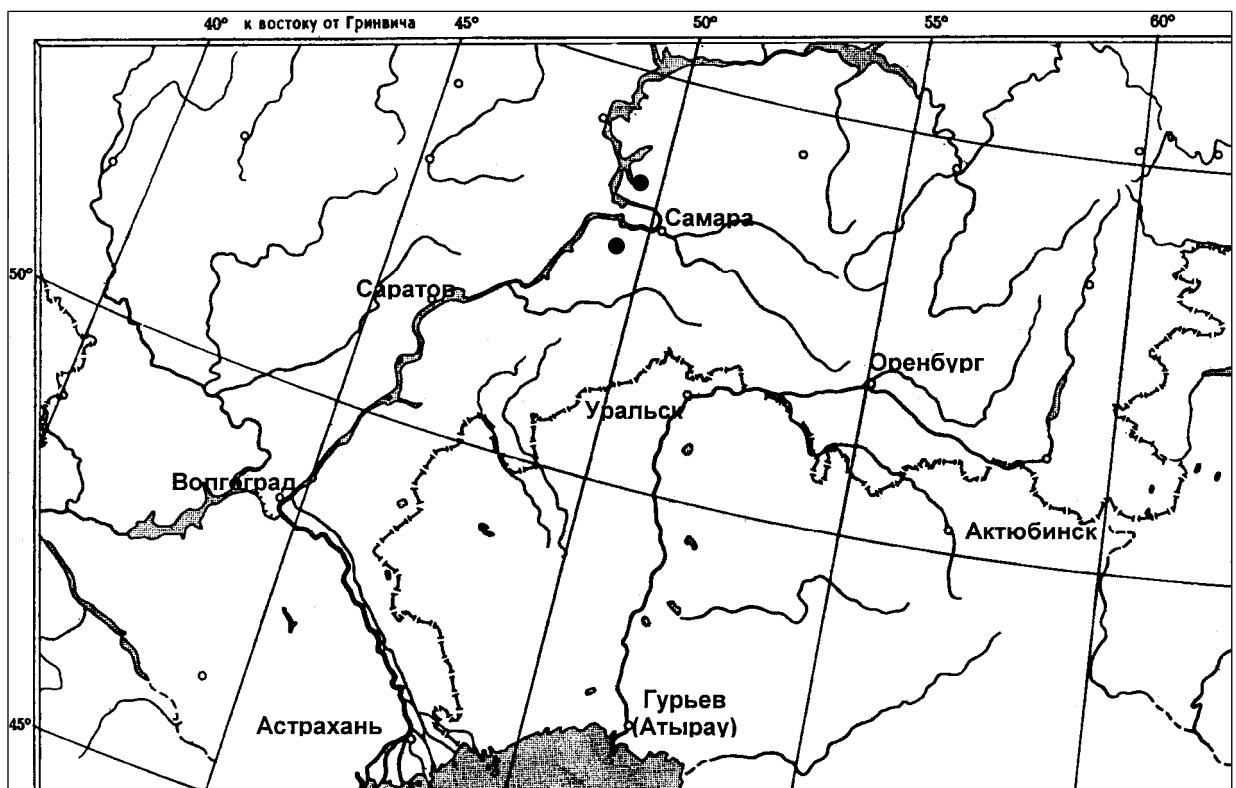 40° к востоку от Гринвича 45° 50° 55° 60°
Самара
50°
Саратов
Оренбург
Уральск
Волгоград
Актюбинск
Гурьев
(Атырау)
Астрахань
45°